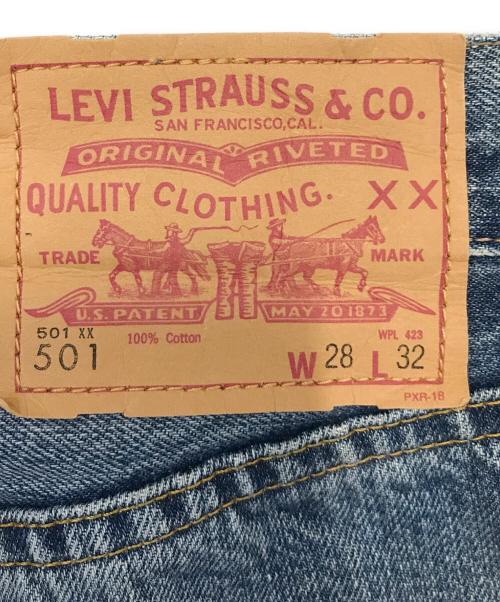 LEVI STRAUSS & CO.
SAN FRANCISCO, CAL.
ORIGINAL RIVETED
QUALITY CLOTHING. XX
TRADE MARK
U.S. PATENT MAY 20 1873
501 XX 100% Cotton WPL 423
501 W 28 L 32
PXR-18